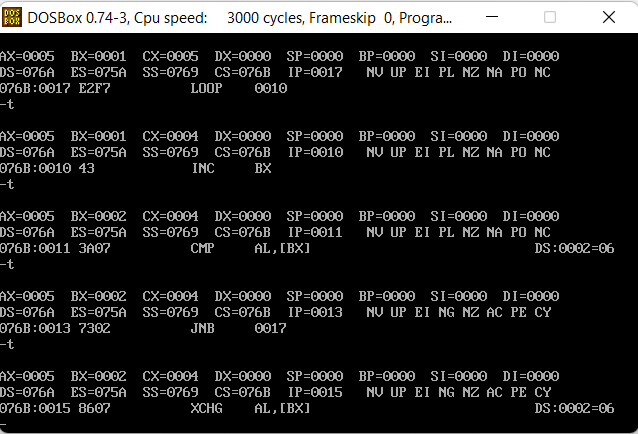 DOSBox 0.74-3, Cpu speed: 3000 cycles, Frameskip 0, Progra...
AX=0005 BX=0001 CX=0005 DX=0000 SP=0000 BP=0000 SI=0000 DI=0000
DS=076A ES=075A SS=0769 CS=076B IP=0017 NV UP EI PL NZ NA PO NC
076B:0017 E2F7 LOOP 0010
-t
AX=0005 BX=0001 CX=0004 DX=0000 SP=0000 BP=0000 SI=0000 DI=0000
DS=076A ES=075A SS=0769 CS=076B IP=0010 NV UP EI PL NZ NA PO NC
076B:0010 43 INC BX
-t
AX=0005 BX=0002 CX=0004 DX=0000 SP=0000 BP=0000 SI=0000 DI=0000
DS=076A ES=075A SS=0769 CS=076B IP=0011 NV UP EI PL NZ NA PO NC
076B:0011 3A07 CMP AL,[BX] DS:0002=06
-t
AX=0005 BX=0002 CX=0004 DX=0000 SP=0000 BP=0000 SI=0000 DI=0000
DS=076A ES=075A SS=0769 CS=076B IP=0013 NV UP EI NG NZ AC PE CY
076B:0013 7302 JNB 0017
-t
AX=0005 BX=0002 CX=0004 DX=0000 SP=0000 BP=0000 SI=0000 DI=0000
DS=076A ES=075A SS=0769 CS=076B IP=0015 NV UP EI NG NZ AC PE CY
076B:0015 8607 XCHG AL,[BX] DS:0002=06
-